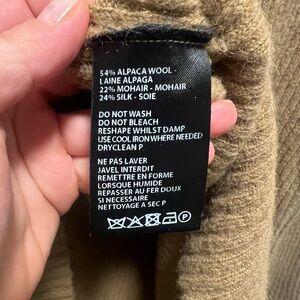 54% ALPACA WOOL -
LAINE ALPAGA
22% MOHAIR - MOHAIR
24% SILK - SOIE
DO NOT WASH
DO NOT BLEACH
RESHAPE WHILST DAMP
USE COOL IRON WHERE NEEDED
DRYCLEAN P
NE PAS LAVER
JAVEL INTERDIT
REMETTRE EN FORME
LORSQUE HUMIDE
REPASSER AU FER DOUX
SI NECESSAIRE
NETTOYAGE A SEC P
P